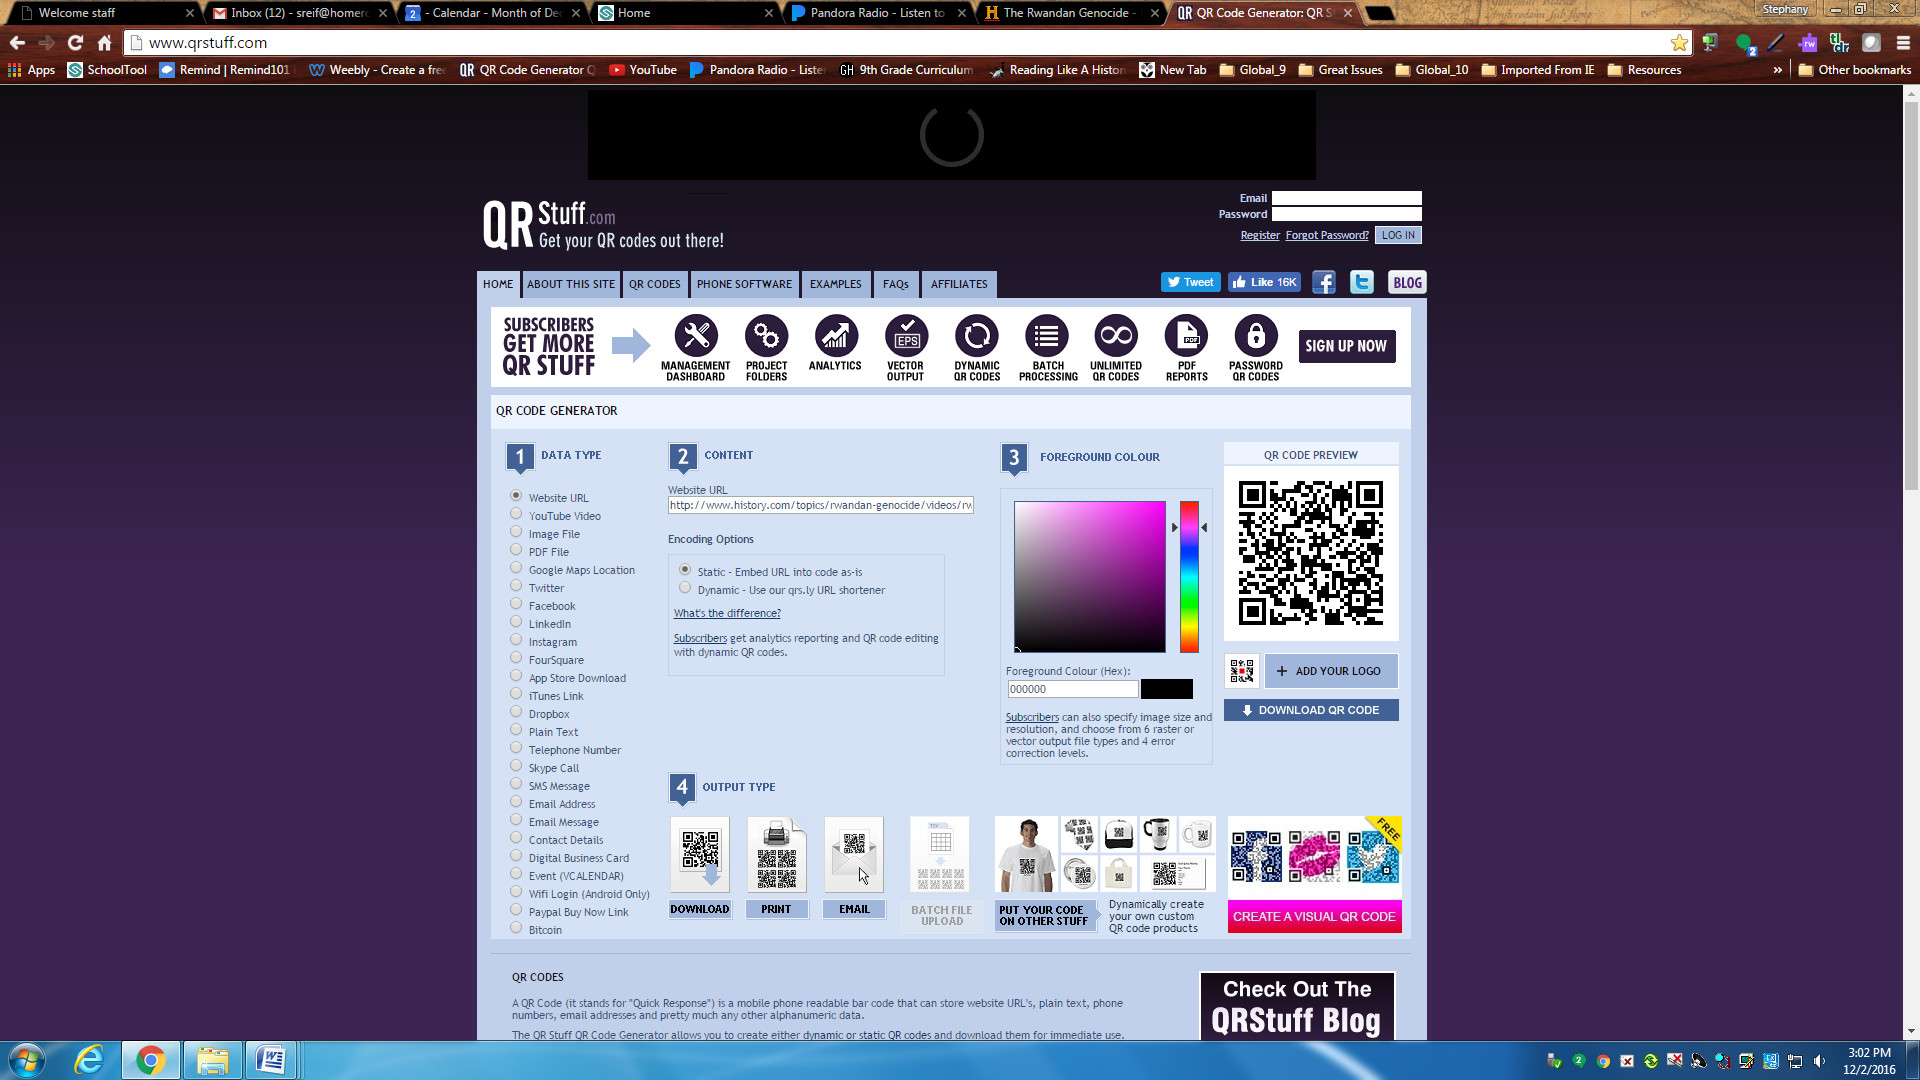 Welcome staff
Inbox (12) - sreif@homer
- Calendar - Month of De
Home
Pandora Radio - Listen to
The Rwandan Genocide -
QR Code Generator: QR S
Stephany
www.qrstuff.com
Apps
SchoolTool
Remind | Remind101
Weebly - Create a fre
QR Code Generator
YouTube
Pandora Radio - Liste
9th Grade Curriculum
Reading Like A Histor
New Tab
Global_9
Great Issues
Global_10
Imported From IE
Resources
» Other bookmarks
QR Stuff.com
Get your QR codes out there!
Email
Password
Register Forgot Password? LOG IN
HOME ABOUT THIS SITE QR CODES PHONE SOFTWARE EXAMPLES FAQs AFFILIATES
Tweet Like 16K BLOG
SUBSCRIBERS
GET MORE
QR STUFF
MANAGEMENT
DASHBOARD
PROJECT
FOLDERS
ANALYTICS
EPS
VECTOR
OUTPUT
DYNAMIC
QR CODES
BATCH
PROCESSING
UNLIMITED
QR CODES
PDF
PDF
REPORTS
PASSWORD
QR CODES
SIGN UP NOW
QR CODE GENERATOR
1 DATA TYPE
Website URL
YouTube Video
Image File
PDF File
Google Maps Location
Twitter
Facebook
LinkedIn
Instagram
FourSquare
App Store Download
iTunes Link
Dropbox
Plain Text
Telephone Number
Skype Call
SMS Message
Email Address
Email Message
Contact Details
Digital Business Card
Event (VCALENDAR)
Wifi Login (Android Only)
Paypal Buy Now Link
Bitcoin
2 CONTENT
Website URL
http://www.history.com/topics/rwandan-genocide/videos/rw
Encoding Options
Static - Embed URL into code as-is
Dynamic - Use our qrs.ly URL shortener
What's the difference?
Subscribers get analytics reporting and QR code editing
with dynamic QR codes.
3 FOREGROUND COLOUR
Foreground Colour (Hex):
000000
Subscribers can also specify image size and
resolution, and choose from 6 raster or
vector output file types and 4 error
correction levels.
QR CODE PREVIEW
+ ADD YOUR LOGO
DOWNLOAD QR CODE
4 OUTPUT TYPE
DOWNLOAD
PRINT
EMAIL
TSV
BATCH FILE
UPLOAD
PUT YOUR CODE
ON OTHER STUFF
Dynamically create
your own custom
QR code products
FREE
CREATE A VISUAL QR CODE
QR CODES
A QR Code (it stands for "Quick Response") is a mobile phone readable bar code that can store website URL's, plain text, phone
numbers, email addresses and pretty much any other alphanumeric data.
The QR Stuff QR Code Generator allows you to create either dynamic or static QR codes and download them for immediate use.
Check Out The
QRStuff Blog
3:02 PM
12/2/2016